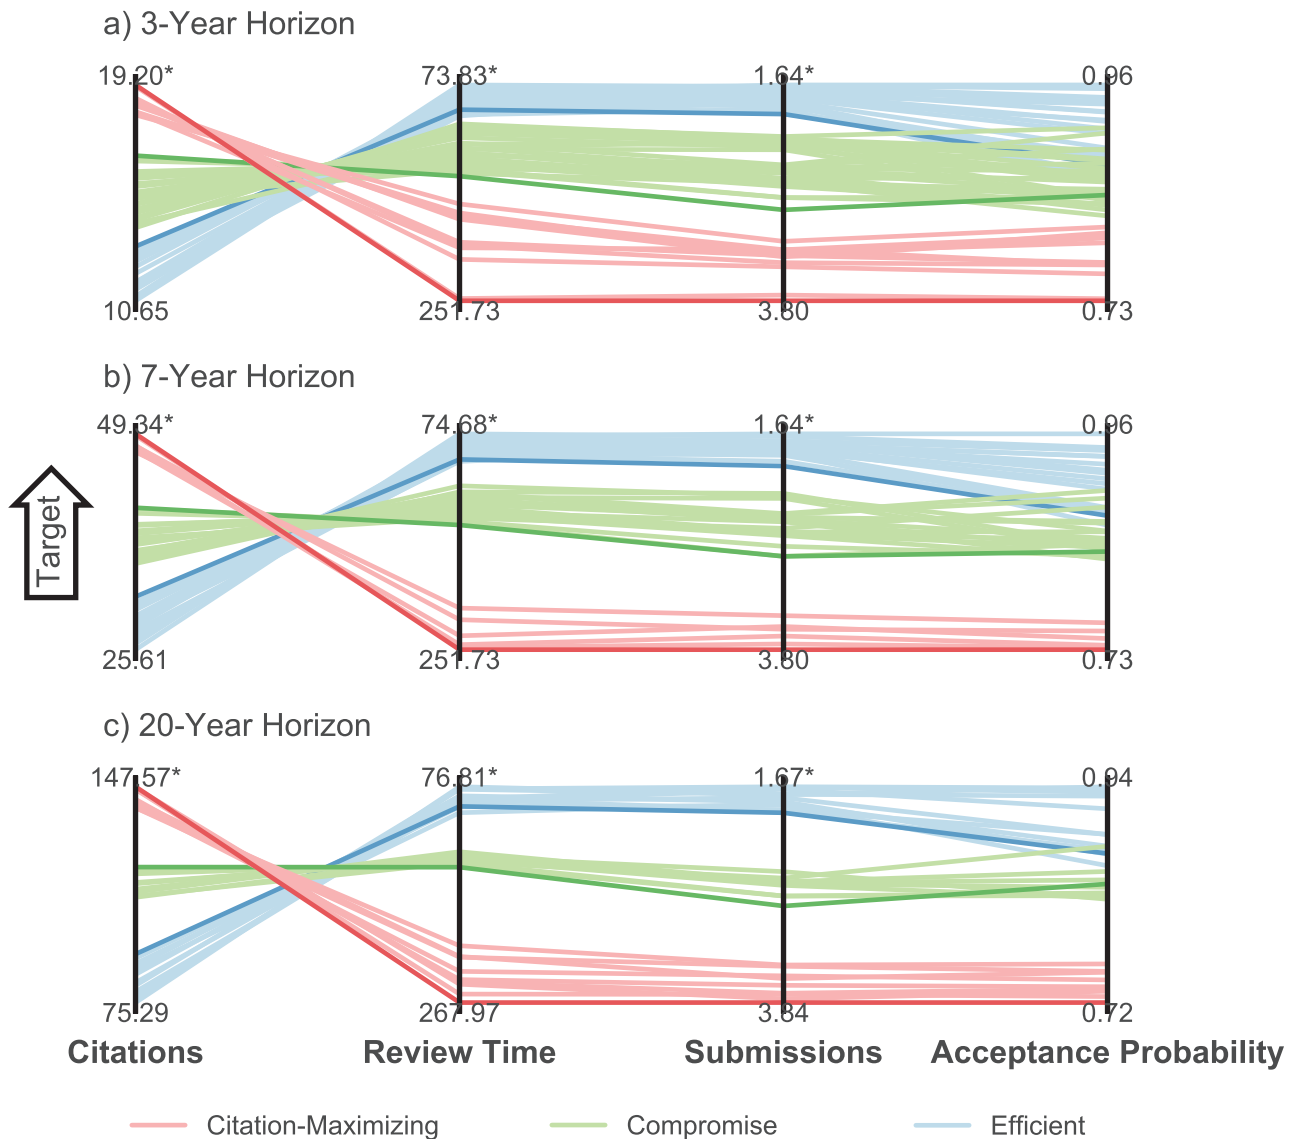 a) 3-Year Horizon
19.20* 73.83* 1.64* 0.96
10.65 251.73 3.80 0.73
b) 7-Year Horizon
49.34* 74.68* 1.64* 0.96
Target
25.61 251.73 3.80 0.73
c) 20-Year Horizon
147.57* 76.81* 1.67* 0.94
75.29 267.97 3.84 0.72
Citations Review Time Submissions Acceptance Probability
Citation-Maximizing Compromise Efficient